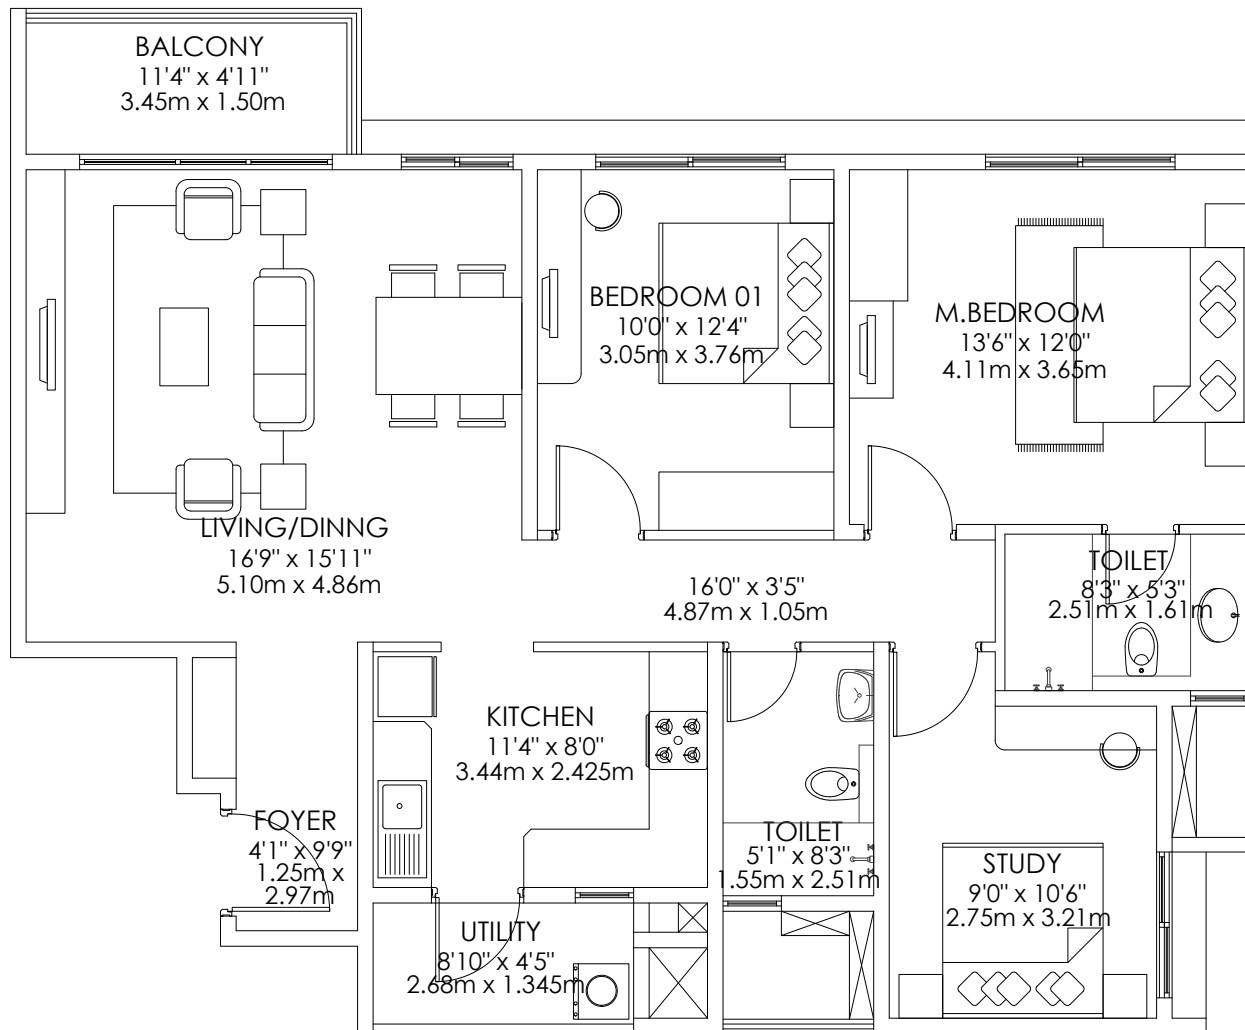 BALCONY
11'4" x 4'11"
3.45m x 1.50m
BEDROOM 01
10'0" x 12'4"
3.05m x 3.76m
M.BEDROOM
13'6" x 12'0"
4.11m x 3.65m
LIVING/DINNG
16'9" x 15'11"
5.10m x 4.86m
16'0" x 3'5"
4.87m x 1.05m
TOILET
8'3" x 5'3"
2.51m x 1.61m
KITCHEN
11'4" x 8'0"
3.44m x 2.425m
FOYER
4'1" x 9'9"
1.25m x
2.97m
TOILET
5'1" x 8'3"
1.55m x 2.51m
STUDY
9'0" x 10'6"
2.75m x 3.21m
UTILITY
8'10" x 4'5"
2.68m x 1.345m